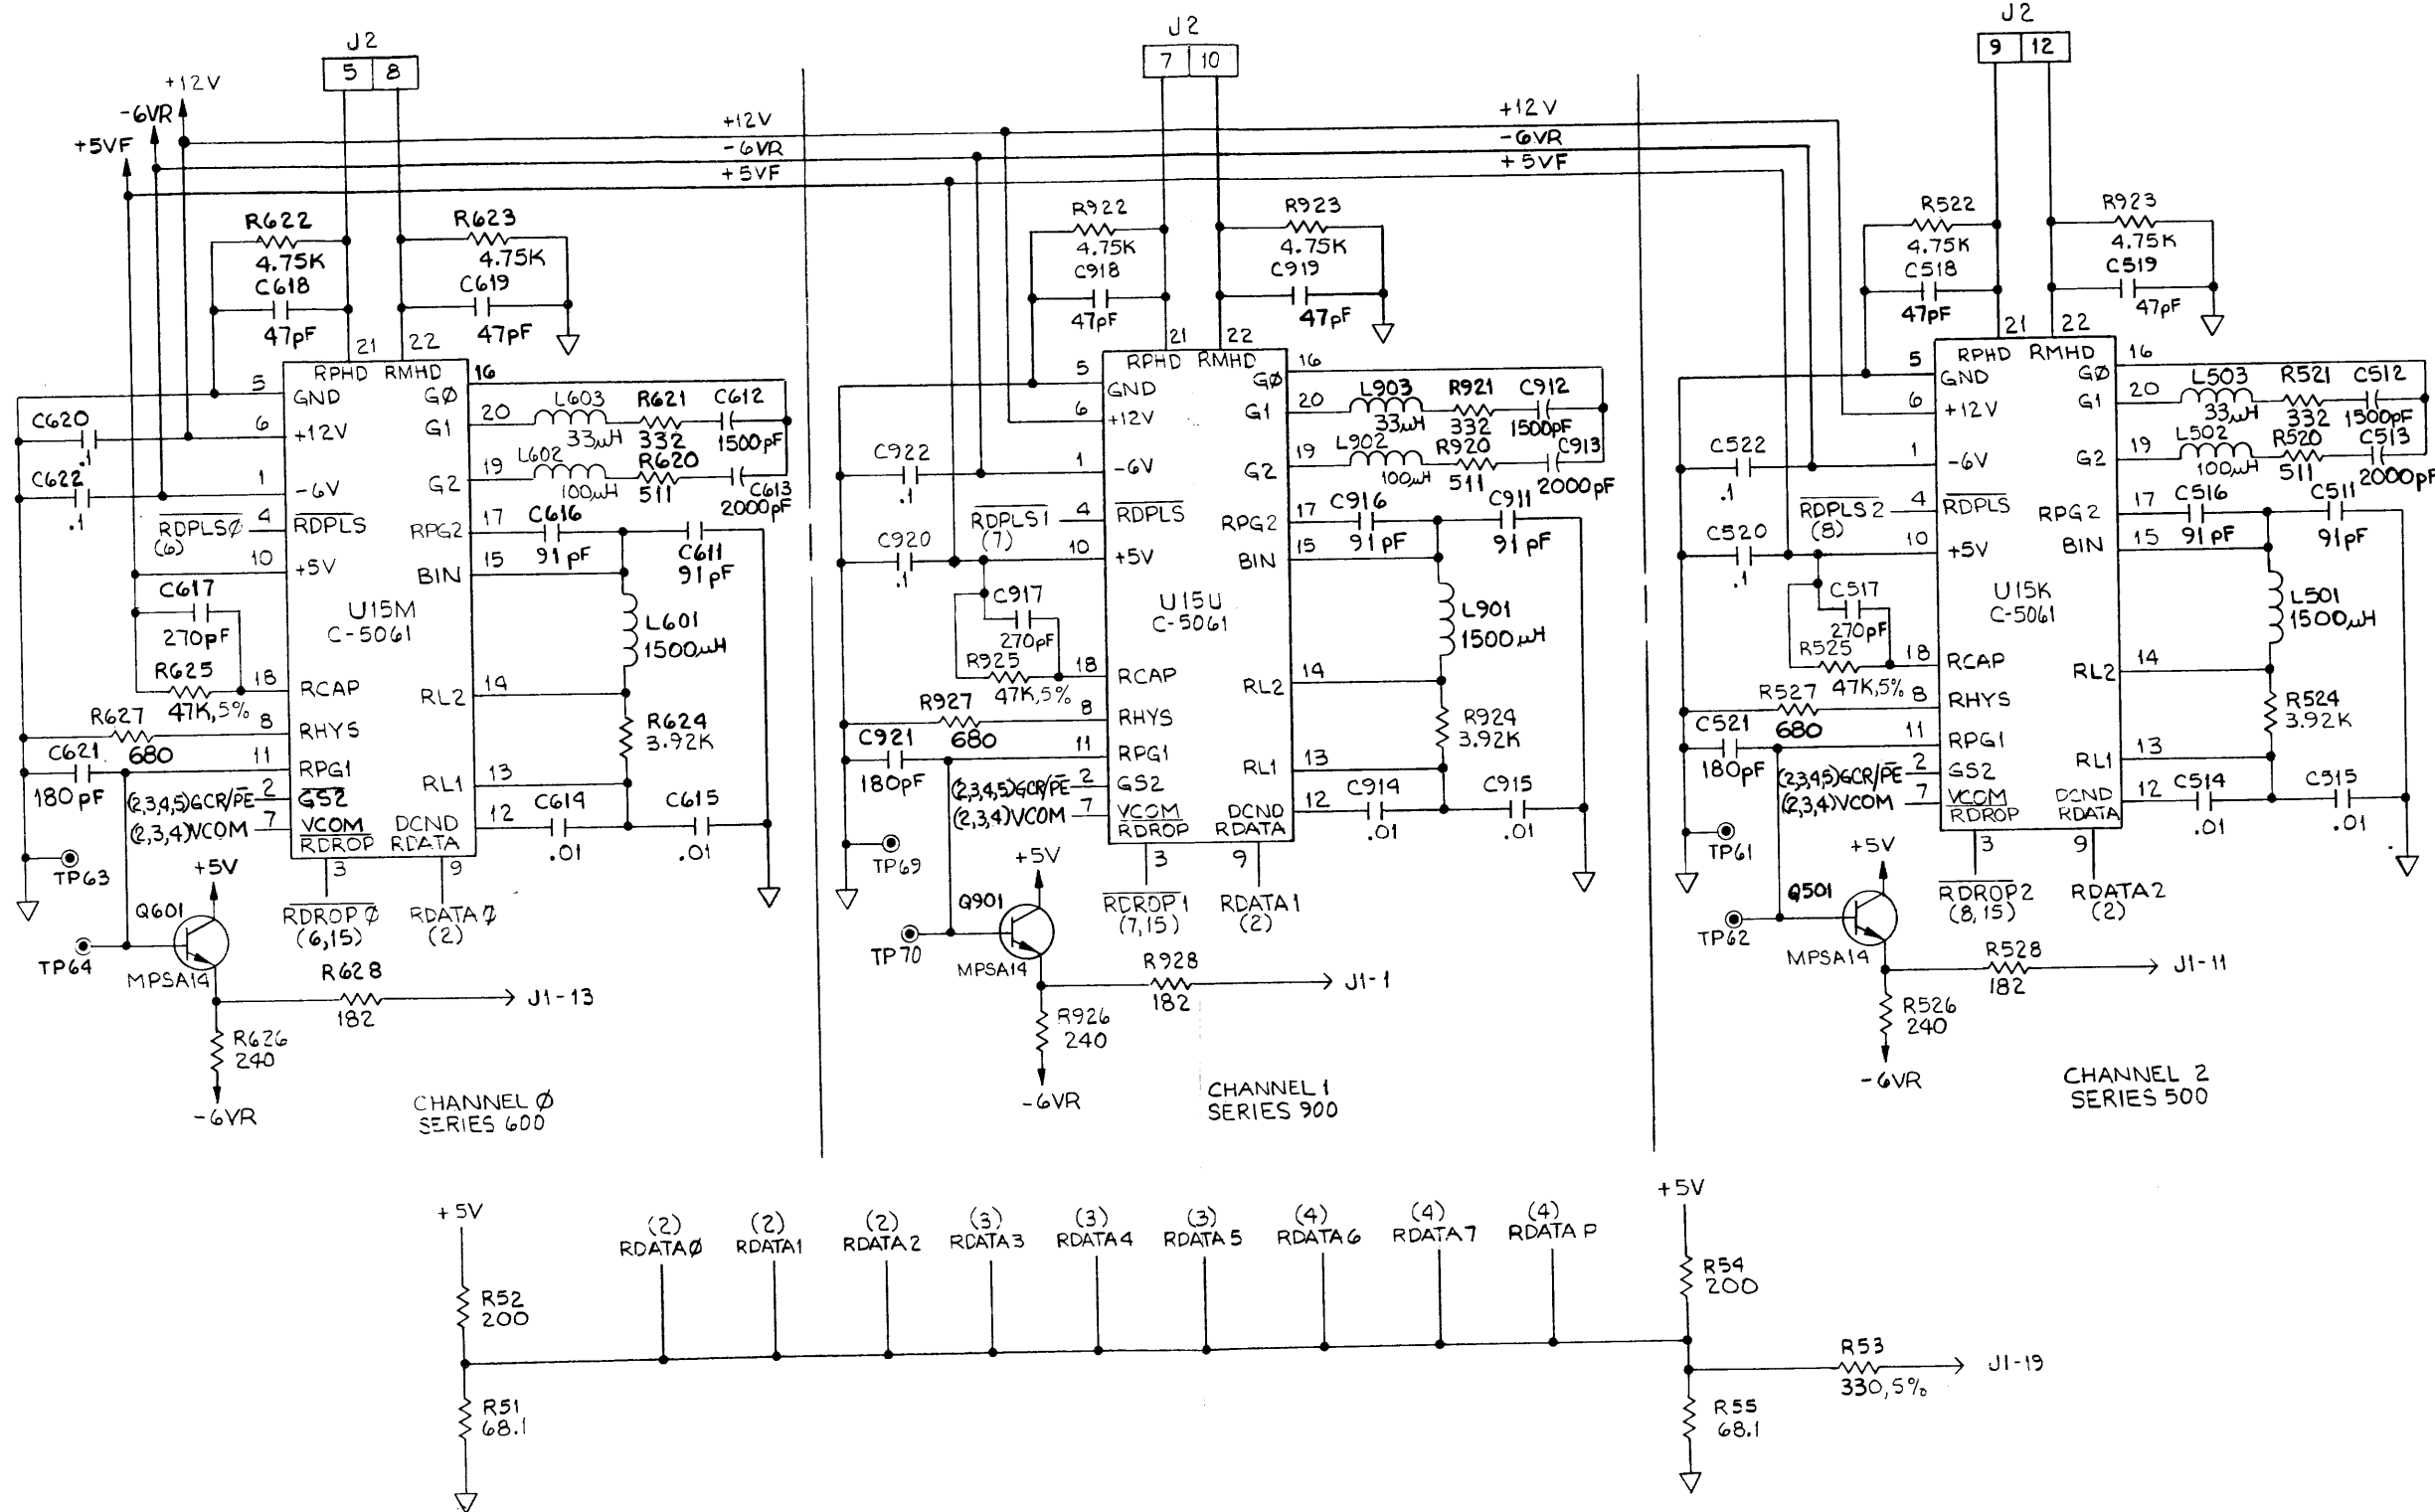 J2
5 8
+12V
-6VR
+5VF
R622
4.75K
C618
47pF
R623
4.75K
C619
47pF
21 22
RPHD RMHD
5 GND
6 +12V
1 -6V
4 RDPLS
RDPLSØ
(6)
10 +5V
U15M
C-5061
18 RCAP
8 RHYS
11 RPG1
(2,3,4,5)GCR/PE 2 GS2
(2,3,4)VCOM 7 VCOM
RDROP
RDATA
DCND
GØ 16
G1 20
G2 19
RPG2 17
BIN 15
RL2 14
RL1 13
12
C620
.1
C622
.1
C617
270pF
R625
47K,5%
R627
680
C621
180pF
L603
33µH
R621
332
C612
1500pF
L602
100µH
R620
511
C613
2000pF
C616
91pF
C611
91pF
L601
1500µH
R624
3.92K
C614
.01
C615
.01
3
RDROPØ
(6,15)
9
RDATAØ
(2)
TP63
TP64
+5V
Q601
MPSA14
R628
182
J1-13
R626
240
-6VR
CHANNEL Ø
SERIES 600
J2
7 10
+12V
-6VR
+5VF
R922
4.75K
C918
47pF
R923
4.75K
C919
47pF
21 22
RPHD RMHD
5 GND
6 +12V
1 -6V
4 RDPLS
RDPLS1
(7)
10 +5V
U15U
C-5061
18 RCAP
8 RHYS
11 RPG1
(2,3,4,5)GCR/PE 2 GS2
(2,3,4)VCOM 7 VCOM
RDROP
RDATA
DCND
GØ 16
G1 20
G2 19
RPG2 17
BIN 15
RL2 14
RL1 13
12
C922
.1
C920
.1
C917
270pF
R925
47K,5%
R927
680
C921
180pF
L903
33µH
R921
332
C912
1500pF
L902
100µH
R920
511
C913
2000pF
C916
91pF
C911
91pF
L901
1500µH
R924
3.92K
C914
.01
C915
.01
3
RDROP1
(7,15)
9
RDATA1
(2)
TP69
TP70
+5V
Q901
MPSA14
R928
182
J1-1
R926
240
-6VR
CHANNEL 1
SERIES 900
J2
9 12
+12V
-6VR
+5VF
R522
4.75K
C518
47pF
R923
4.75K
C519
47pF
21 22
RPHD RMHD
5 GND
6 +12V
1 -6V
4 RDPLS
RDPLS2
(8)
10 +5V
U15K
C-5061
18 RCAP
8 RHYS
11 RPG1
(2,3,4,5)GCR/PE 2 GS2
(2,3,4)VCOM 7 VCOM
RDROP
RDATA
DCND
GØ 16
G1 20
G2 19
RPG2 17
BIN 15
RL2 14
RL1 13
12
C522
.1
C520
.1
C517
270pF
R525
47K,5%
R527
680
C521
180pF
L503
33µH
R521
332
C512
1500pF
L502
100µH
R520
511
C513
2000pF
C516
91pF
C511
91pF
L501
1500µH
R524
3.92K
C514
.01
C515
.01
3
RDROP2
(8,15)
9
RDATA2
(2)
TP61
TP62
+5V
Q501
MPSA14
R528
182
J1-11
R526
240
-6VR
CHANNEL 2
SERIES 500
+5V
R52
200
R51
68.1
(2) (2) (2) (3) (3) (3) (4) (4) (4)
RDATAØ RDATA1 RDATA2 RDATA3 RDATA4 RDATA5 RDATA6 RDATA7 RDATA P
+5V
R54
200
R53
330,5%
J1-19
R55
68.1